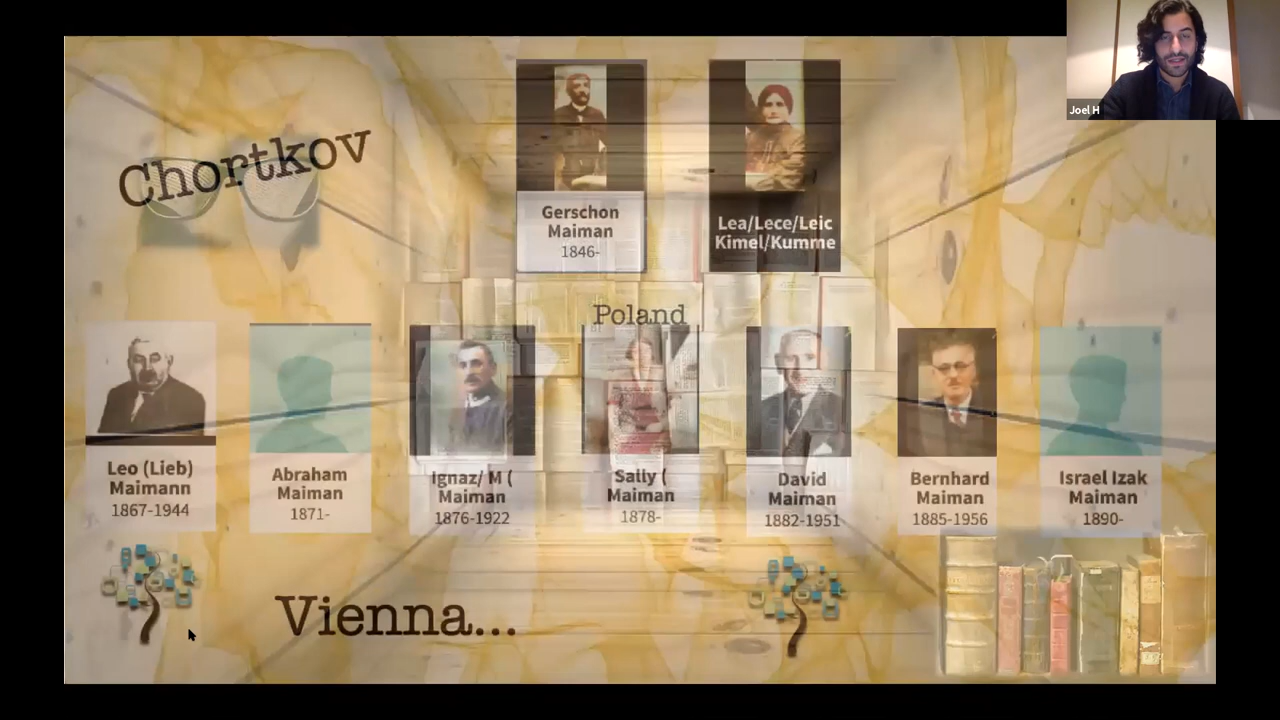 Joel H
Chortkov
Gerschon
Maiman
1846-
Lea/Lece/Leic
Kimel/Kumme
Poland
Leo (Lieb)
Maimann
1867-1944
Abraham
Maiman
1871-
Ignaz/ M (
Maiman
1876-1922
Sally (
Maiman
1878-
David
Maiman
1882-1951
Bernhard
Maiman
1885-1956
Israel Izak
Maiman
1890-
Vienna...